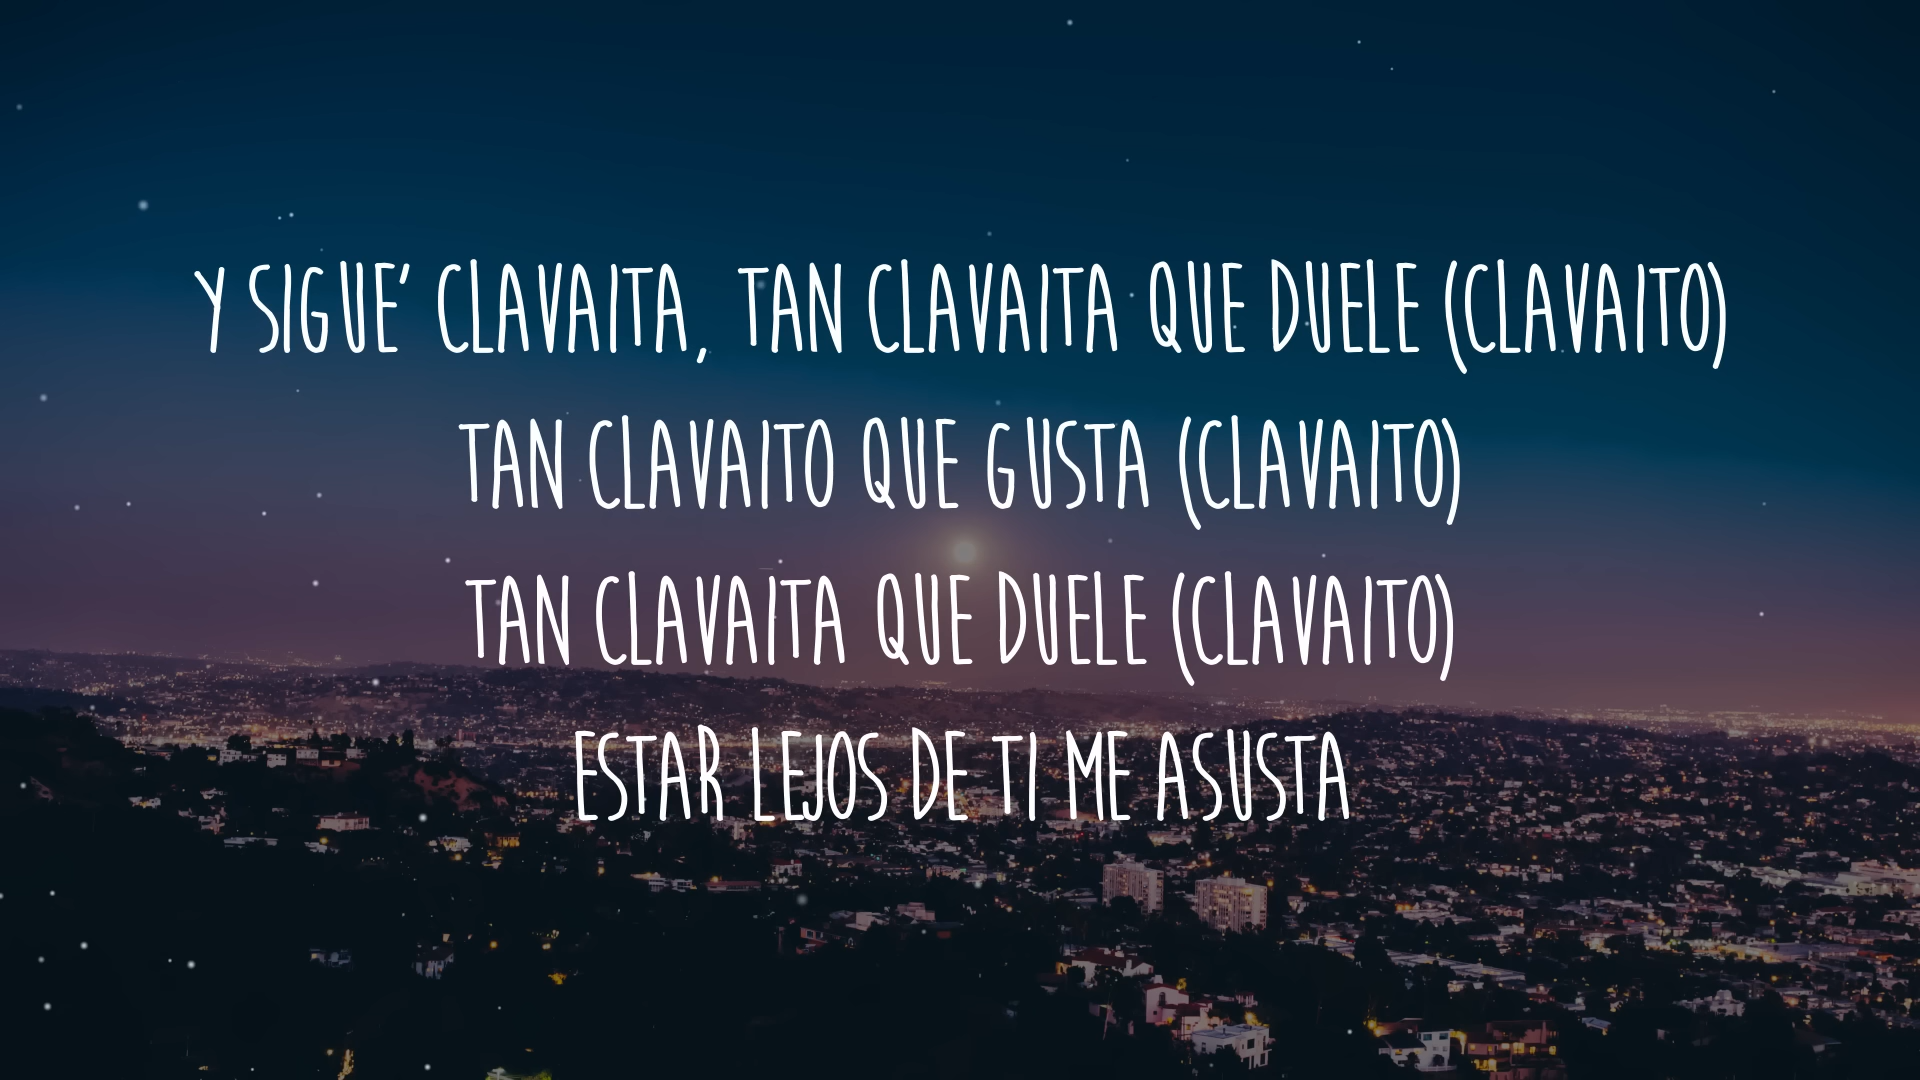 Y SIGUE' CLAVAITA, TAN CLAVAITA QUE DUELE (CLAVAITO)
TAN CLAVAITO QUE GUSTA (CLAVAITO)
TAN CLAVAITA QUE DUELE (CLAVAITO)
ESTAR LEJOS DE TI ME ASUSTA